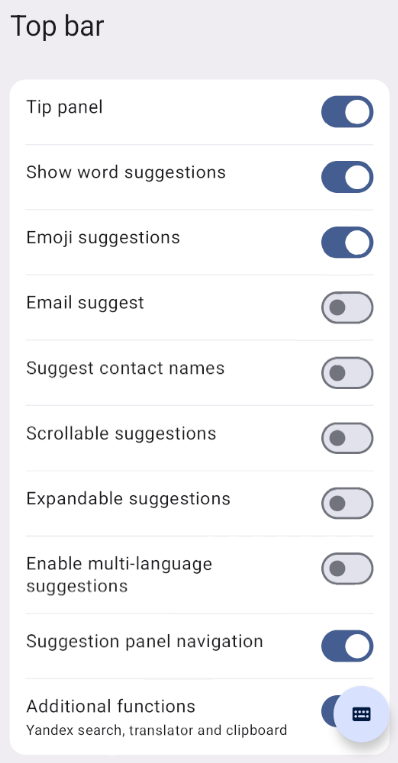 Top bar
Tip panel
Show word suggestions
Emoji suggestions
Email suggest
Suggest contact names
Scrollable suggestions
Expandable suggestions
Enable multi-language
suggestions
Suggestion panel navigation
Additional functions
Yandex search, translator and clipboard